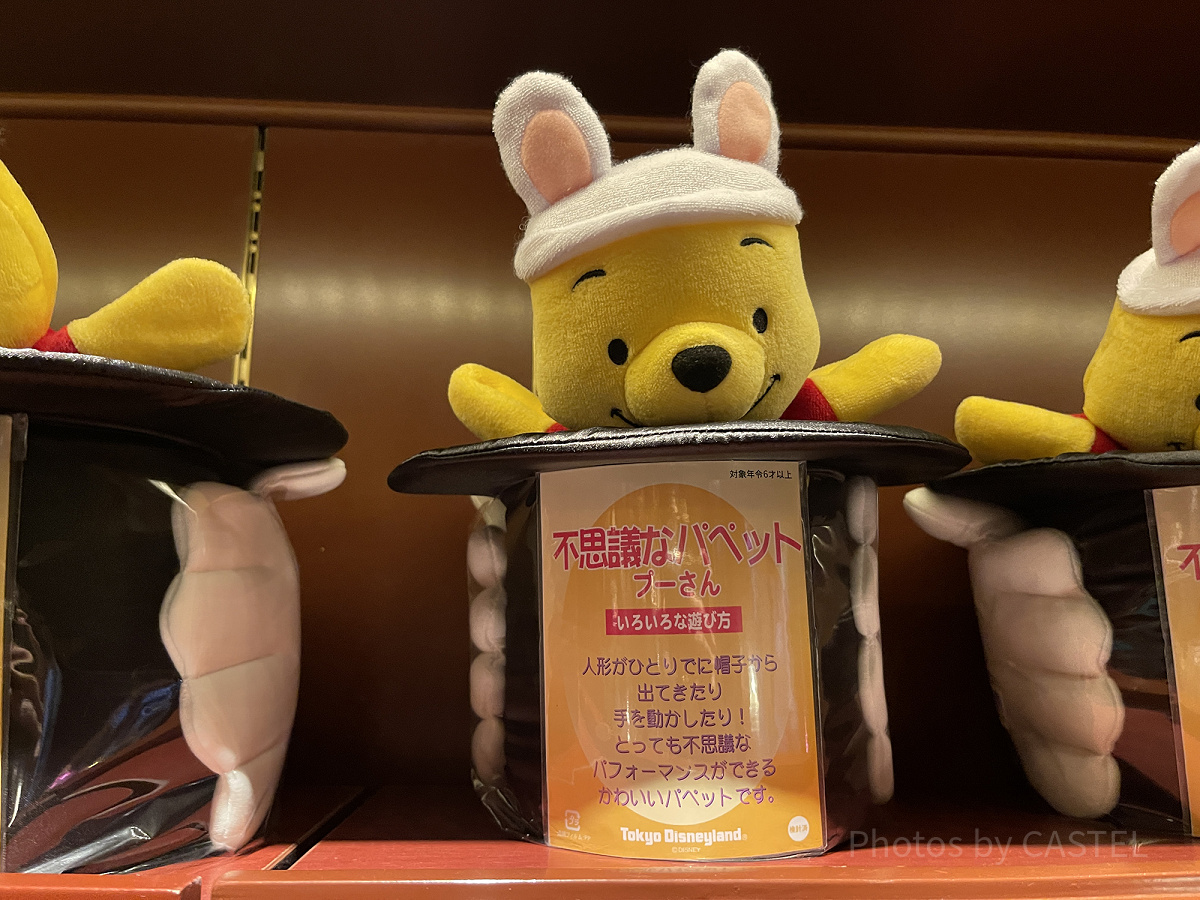 対象年令6才以上
不思議なパペット
プーさん
いろいろな遊び方
人形がひとりでに帽子から
出てきたり
手を動かしたり！
とっても不思議な
パフォーマンスができる
かわいいパペットです。
Tokyo Disneyland®
©DISNEY
検針済
不
Photos by CASTEL